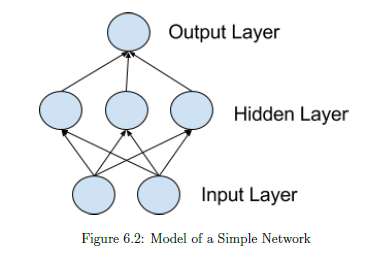 Output Layer
Hidden Layer
Input Layer
Figure 6.2: Model of a Simple Network